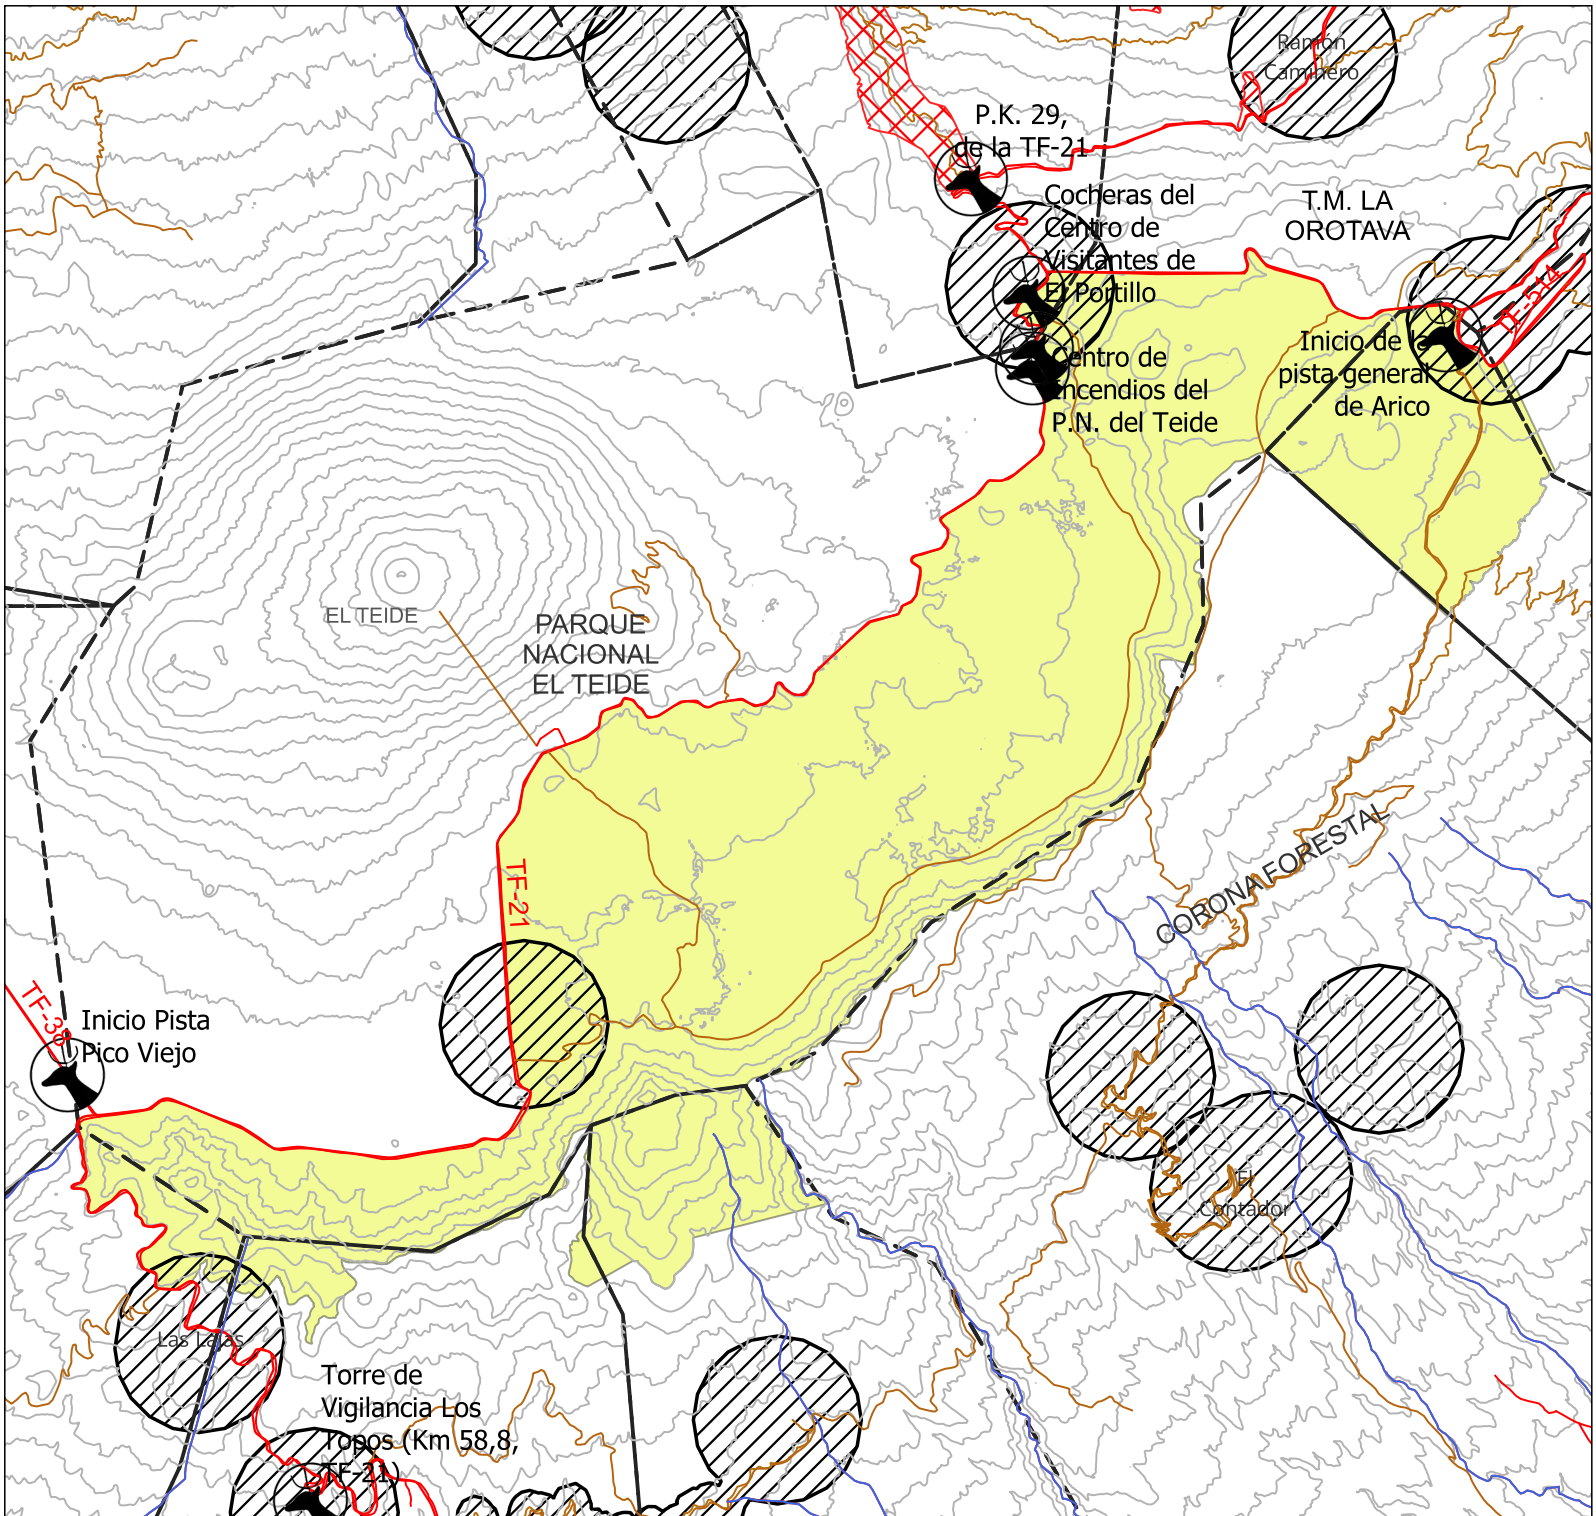 Ramón
Caminero
P.K. 29,
de la TF-21
Cocheras del
Centro de
Visitantes de
El Portillo
T.M. LA
OROTAVA
TF-514
Inicio de la
pista general
de Arico
Centro de
Incendios del
P.N. del Teide
EL TEIDE
PARQUE
NACIONAL
EL TEIDE
TF-21
CORONA FORESTAL
TF-38
Inicio Pista
Pico Viejo
El
Contador
Las Lajas
Torre de
Vigilancia Los
Topos (Km 58,8,
TF-21)